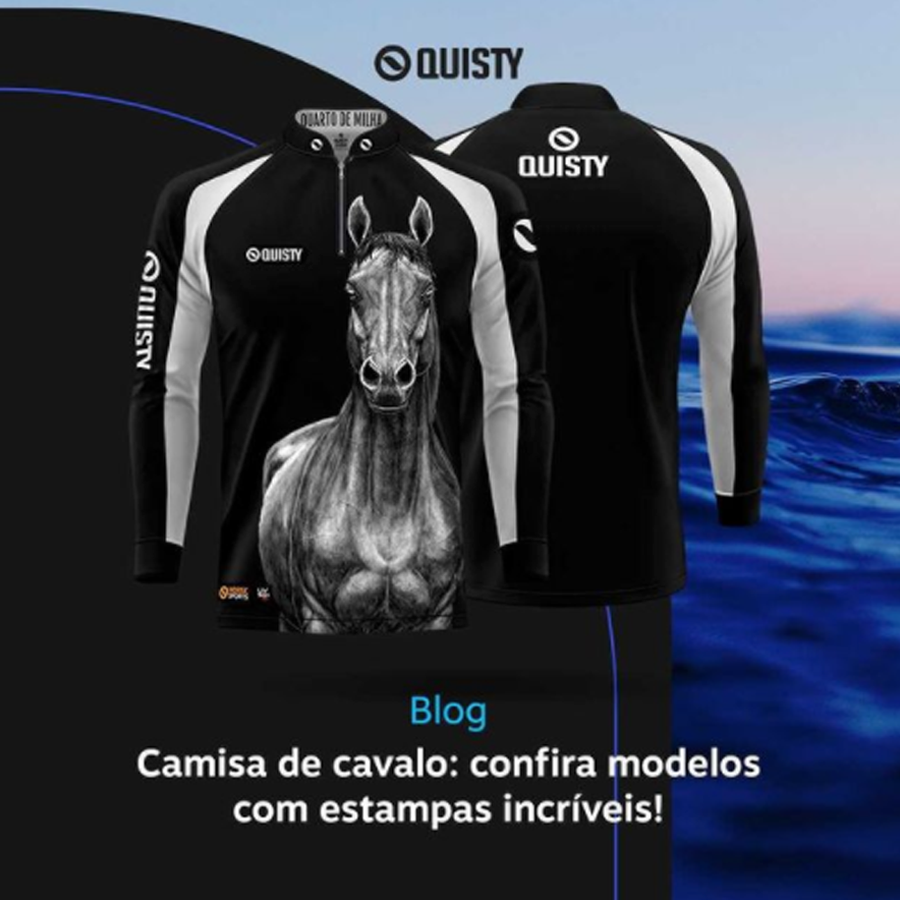 QUISTY
QUARTO DE MILHA
QUISTY
QUISTY
QUISTY
Blog
Camisa de cavalo: confira modelos
com estampas incríveis!